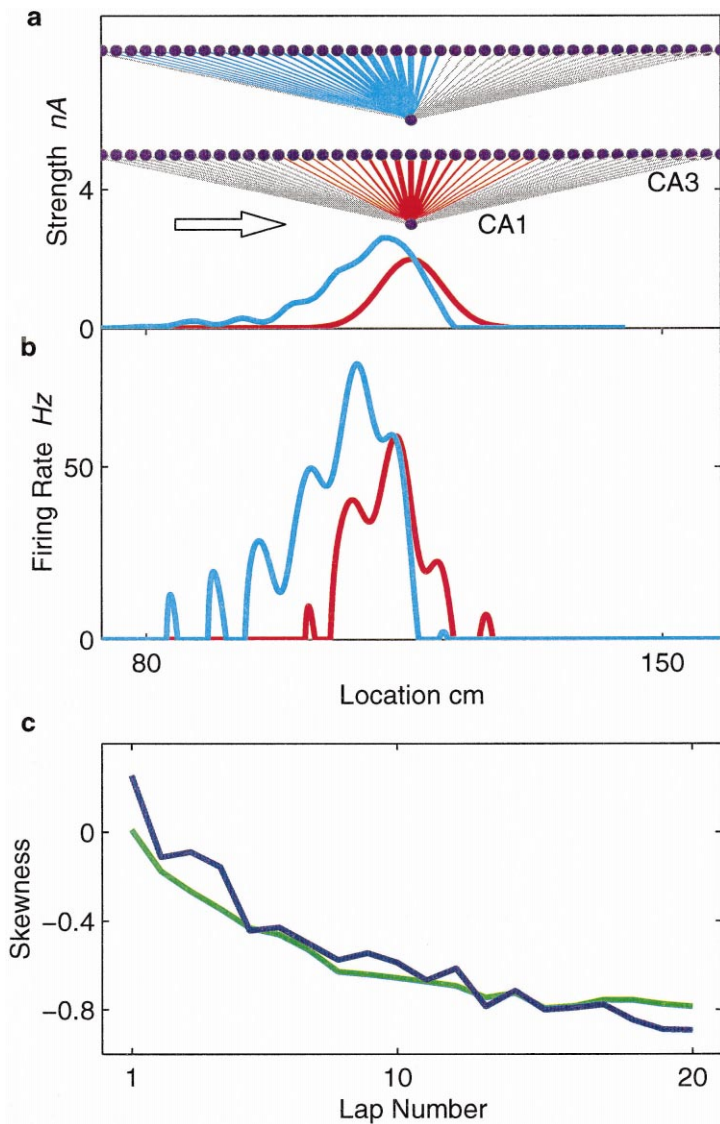 a
Strength nA
4
0
CA3
CA1
b
Firing Rate Hz
50
0
80
150
Location cm
c
Skewness
0
−0.4
−0.8
1
10
20
Lap Number